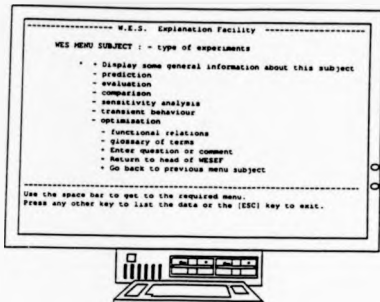 W.E.S. Explanation Facility
WES MENU SUBJECT : - type of experiments
* + Display some general information about this subject
- prediction
- evaluation
- comparison
- sensitivity analysis
- transient behaviour
- optimisation
- functional relations
- glossary of terms
- Enter question or comment
- Return to head of WESEF
- Go back to previous menu subject
Use the space bar to get to the required menu.
Press any other key to list the data or the [ESC] key to exit.